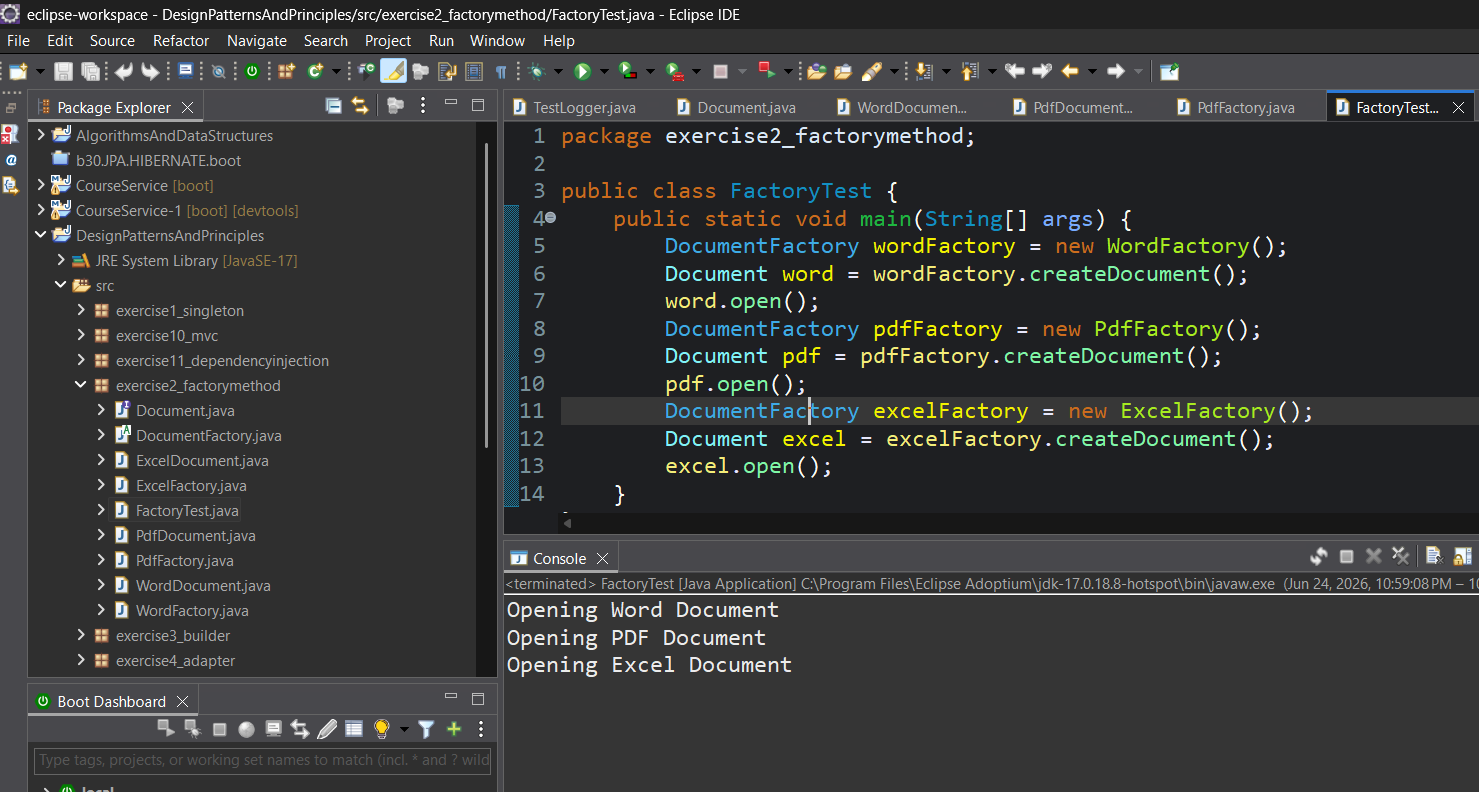 eclipse-workspace - DesignPatternsAndPrinciples/src/exercise2_factorymethod/FactoryTest.java - Eclipse IDE
File Edit Source Refactor Navigate Search Project Run Window Help
Package Explorer
AlgorithmsAndDataStructures
b30.JPA.HIBERNATE.boot
CourseService [boot]
CourseService-1 [boot] [devtools]
DesignPatternsAndPrinciples
JRE System Library [JavaSE-17]
src
exercise1_singleton
exercise10_mvc
exercise11_dependencyinjection
exercise2_factorymethod
Document.java
DocumentFactory.java
ExcelDocument.java
ExcelFactory.java
FactoryTest.java
PdfDocument.java
PdfFactory.java
WordDocument.java
WordFactory.java
exercise3_builder
exercise4_adapter
Boot Dashboard
Type tags, projects, or working set names to match (incl. * and ? wild
local
TestLogger.java Document.java WordDocumen... PdfDocument... PdfFactory.java FactoryTest...
1 package exercise2_factorymethod;
2
3 public class FactoryTest {
4 public static void main(String[] args) {
5 DocumentFactory wordFactory = new WordFactory();
6 Document word = wordFactory.createDocument();
7 word.open();
8 DocumentFactory pdfFactory = new PdfFactory();
9 Document pdf = pdfFactory.createDocument();
10 pdf.open();
11 DocumentFactory excelFactory = new ExcelFactory();
12 Document excel = excelFactory.createDocument();
13 excel.open();
14 }
Console
<terminated> FactoryTest [Java Application] C:\Program Files\Eclipse Adoptium\jdk-17.0.18.8-hotspot\bin\javaw.exe (Jun 24, 2026, 10:59:08 PM – 10
Opening Word Document
Opening PDF Document
Opening Excel Document